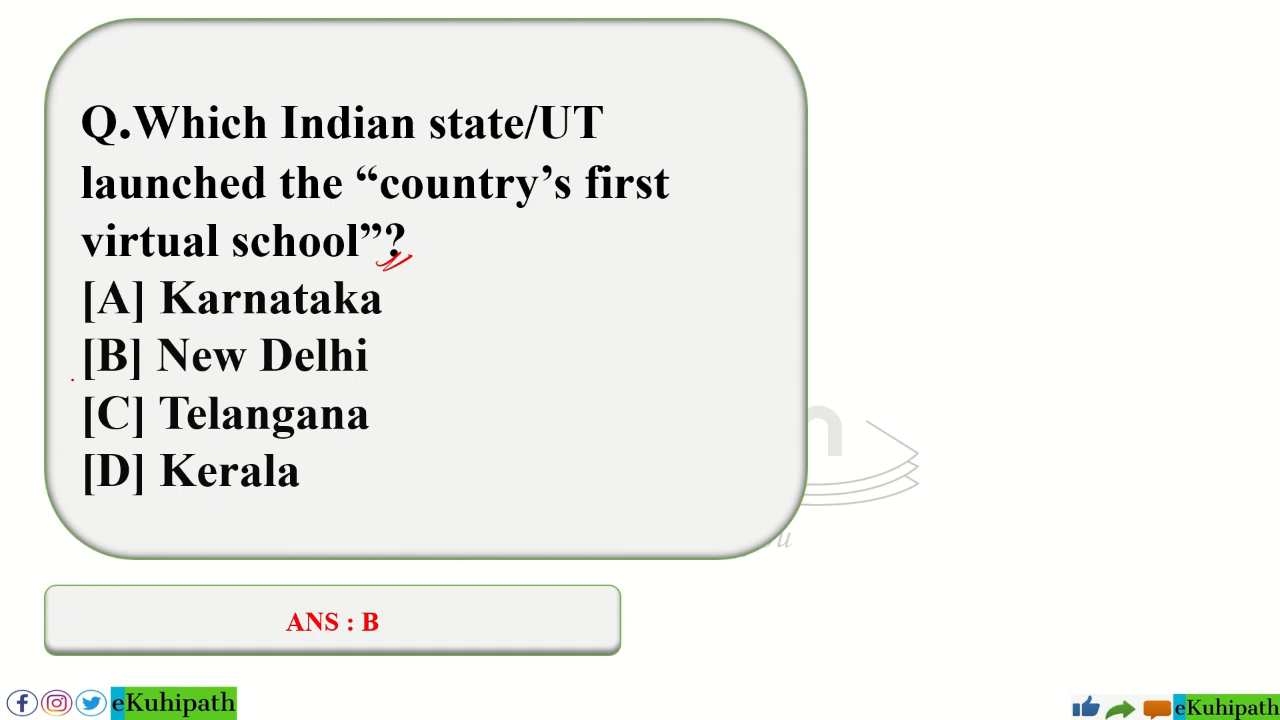 Q.Which Indian state/UT
launched the “country’s first
virtual school”?
[A] Karnataka
[B] New Delhi
[C] Telangana
[D] Kerala
ANS : B
eKuhipath
eKuhipath